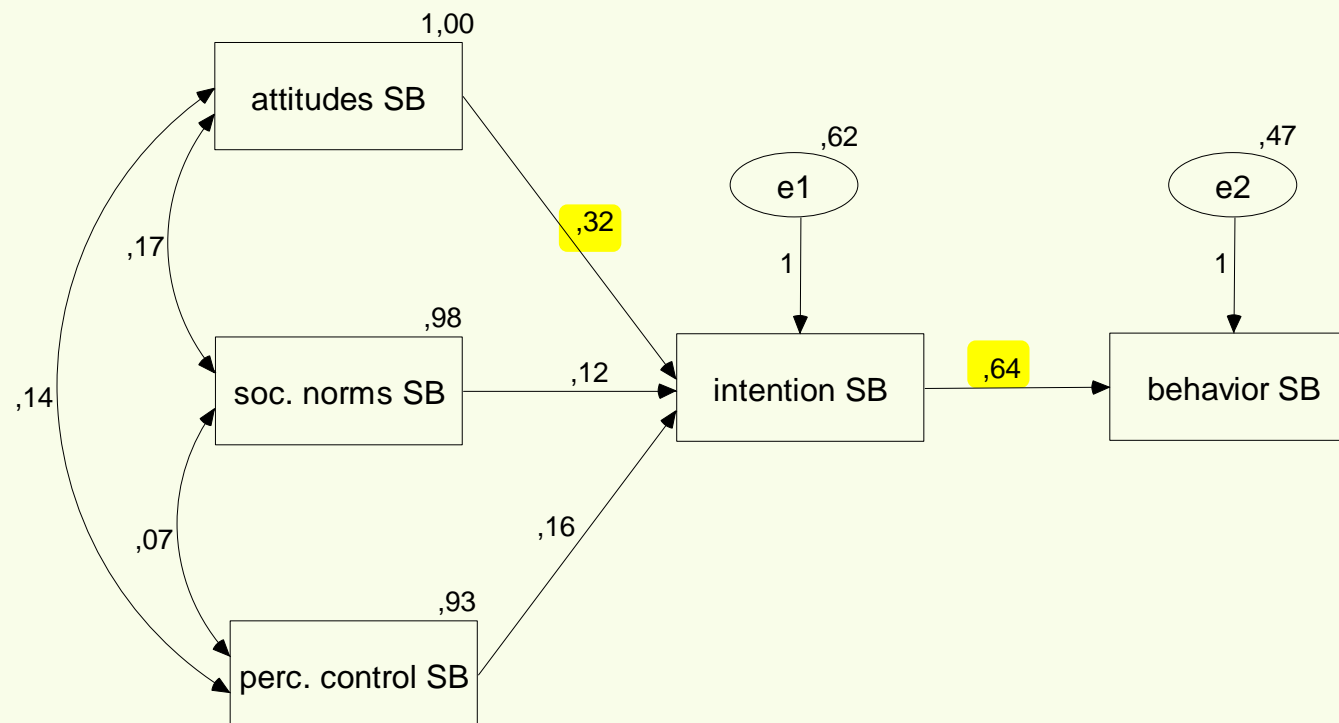 1,00
attitudes SB
,62
,47
e1
e2
,32
,17
1
1
,98
,12
,64
soc. norms SB
intention SB
behavior SB
,14
,16
,07
,93
perc. control SB